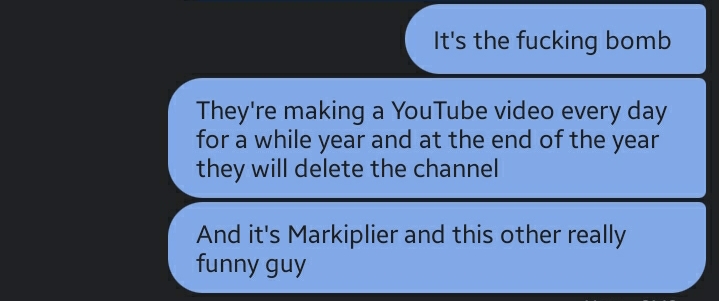 It's the fucking bomb
They're making a YouTube video every day
for a while year and at the end of the year
they will delete the channel
And it's Markiplier and this other really
funny guy